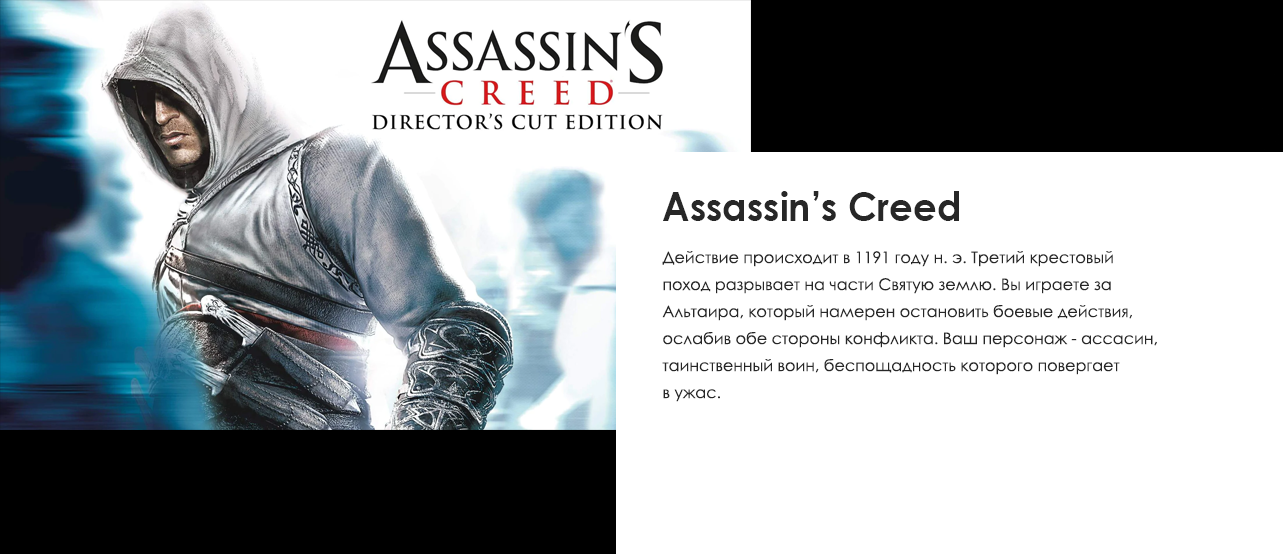 ASSASSIN'S
CREED
DIRECTOR'S CUT EDITION
Assassin’s Creed
Действие происходит в 1191 году н. э. Третий крестовый
поход разрывает на части Святую землю. Вы играете за
Альтаира, который намерен остановить боевые действия,
ослабив обе стороны конфликта. Ваш персонаж - ассасин,
таинственный воин, беспощадность которого повергает
в ужас.